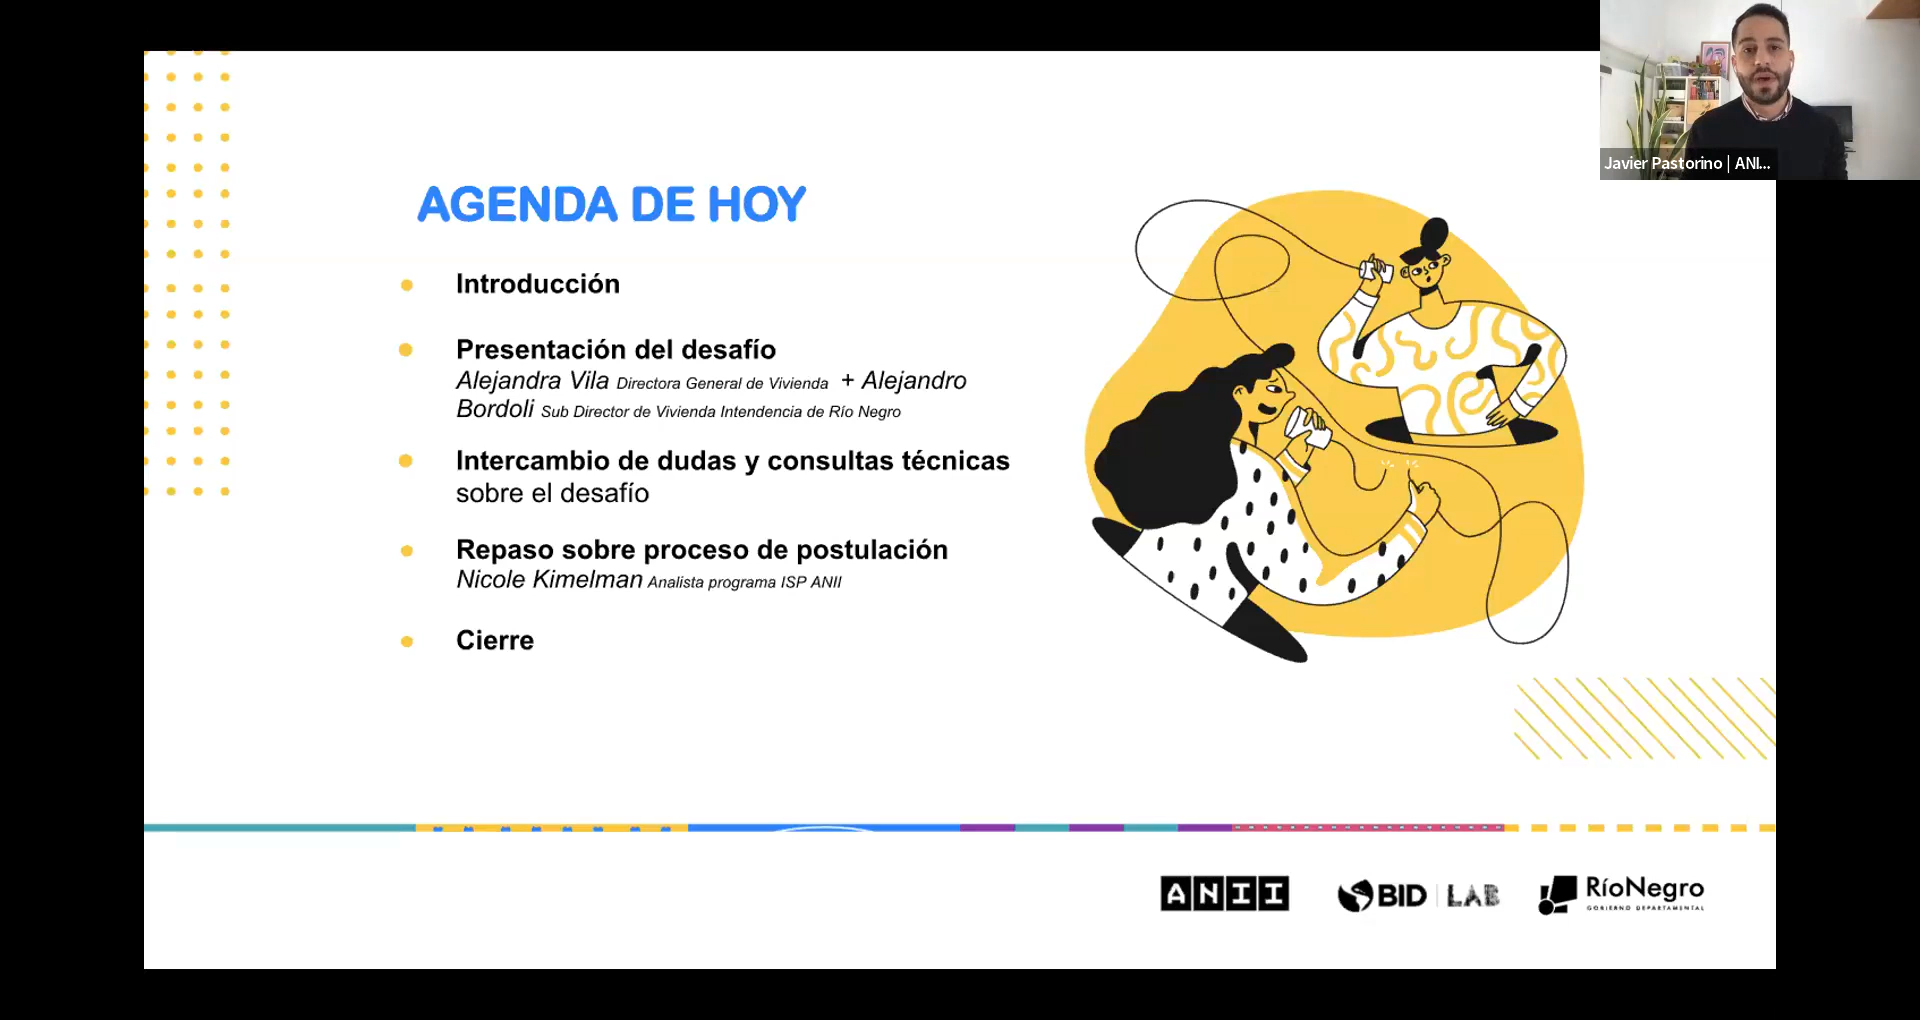 Javier Pastorino | ANI...
AGENDA DE HOY
Introducción
Presentación del desafío
Alejandra Vila Directora General de Vivienda + Alejandro
Bordoli Sub Director de Vivienda Intendencia de Río Negro
Intercambio de dudas y consultas técnicas
sobre el desafío
Repaso sobre proceso de postulación
Nicole Kimelman Analista programa ISP ANII
Cierre
ANII
BID | LAB
RíoNegro
GOBIERNO DEPARTAMENTAL